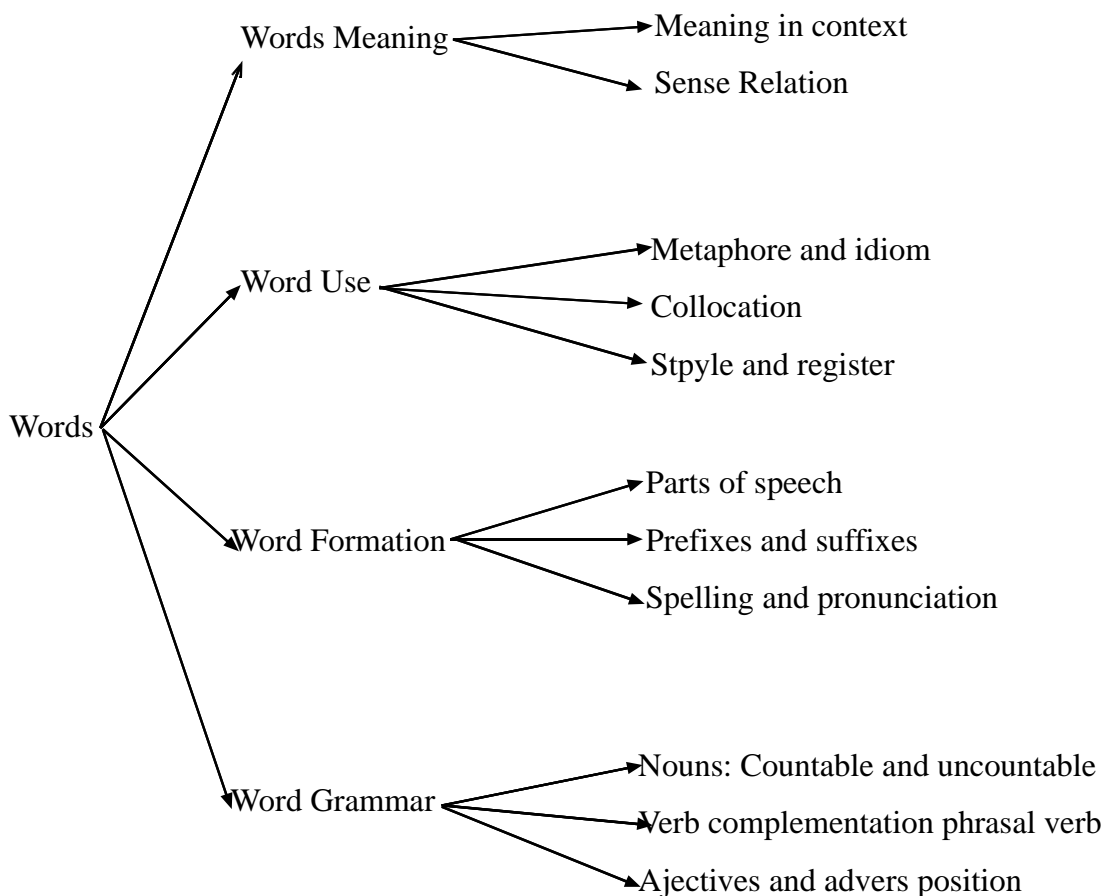 Words
Words Meaning
Meaning in context
Sense Relation
Word Use
Metaphore and idiom
Collocation
Stpyle and register
Word Formation
Parts of speech
Prefixes and suffixes
Spelling and pronunciation
Word Grammar
Nouns: Countable and uncountable
Verb complementation phrasal verb
Ajectives and advers position